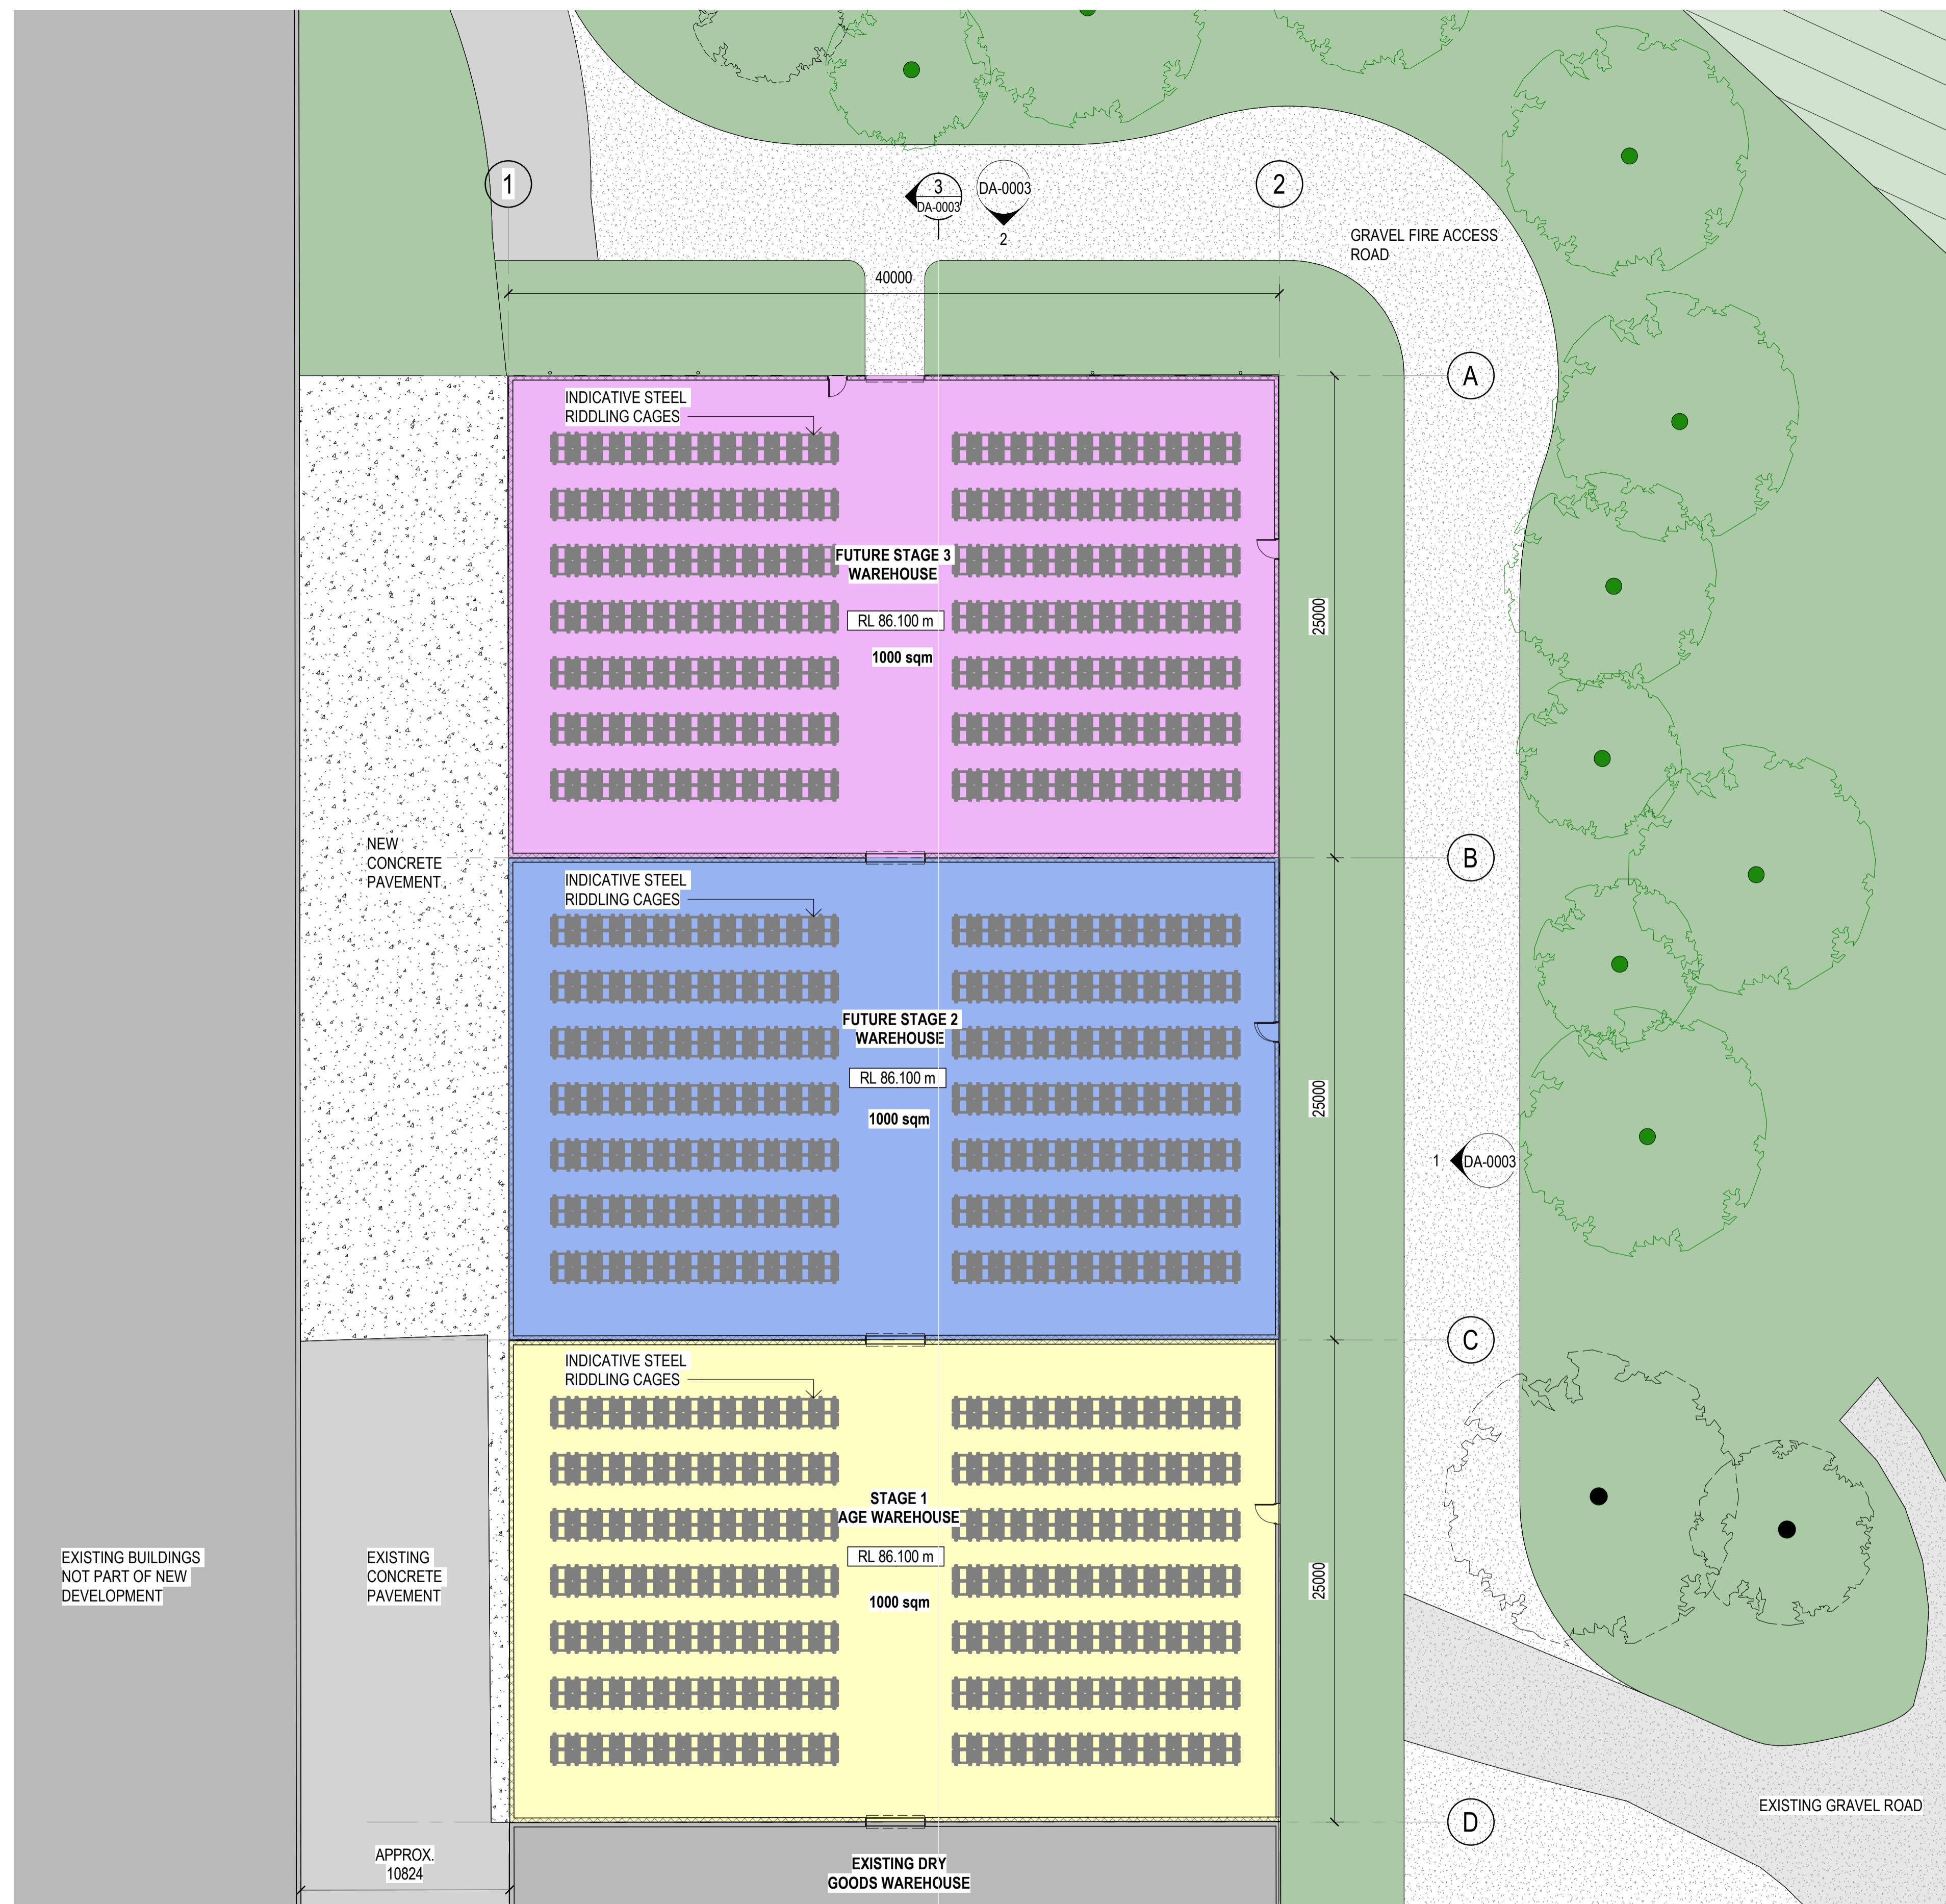 1
3
DA-0003
DA-0003
2
2
GRAVEL FIRE ACCESS
ROAD
40000
A
INDICATIVE STEEL
RIDDLING CAGES
FUTURE STAGE 3
WAREHOUSE
RL 86.100 m
1000 sqm
25000
NEW
CONCRETE
PAVEMENT
B
INDICATIVE STEEL
RIDDLING CAGES
FUTURE STAGE 2
WAREHOUSE
RL 86.100 m
1000 sqm
25000
1
DA-0003
C
INDICATIVE STEEL
RIDDLING CAGES
STAGE 1
AGE WAREHOUSE
RL 86.100 m
1000 sqm
25000
EXISTING BUILDINGS
NOT PART OF NEW
DEVELOPMENT
EXISTING
CONCRETE
PAVEMENT
EXISTING GRAVEL ROAD
D
APPROX.
10824
EXISTING DRY
GOODS WAREHOUSE